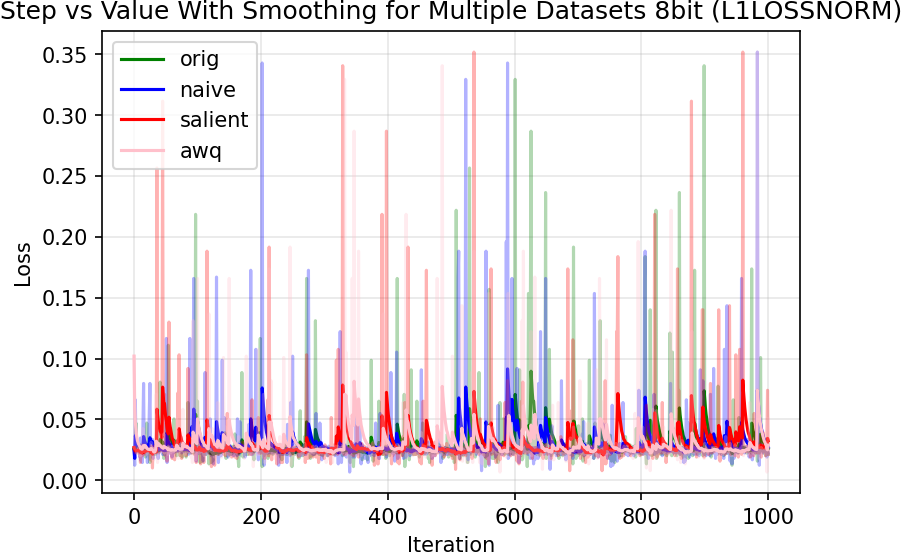 Step vs Value With Smoothing for Multiple Datasets 8bit (L1LOSSNORM)
0.35
0.30
0.25
0.20
0.15
0.10
0.05
0.00
Loss
orig
naive
salient
awq
0 200 400 600 800 1000
Iteration